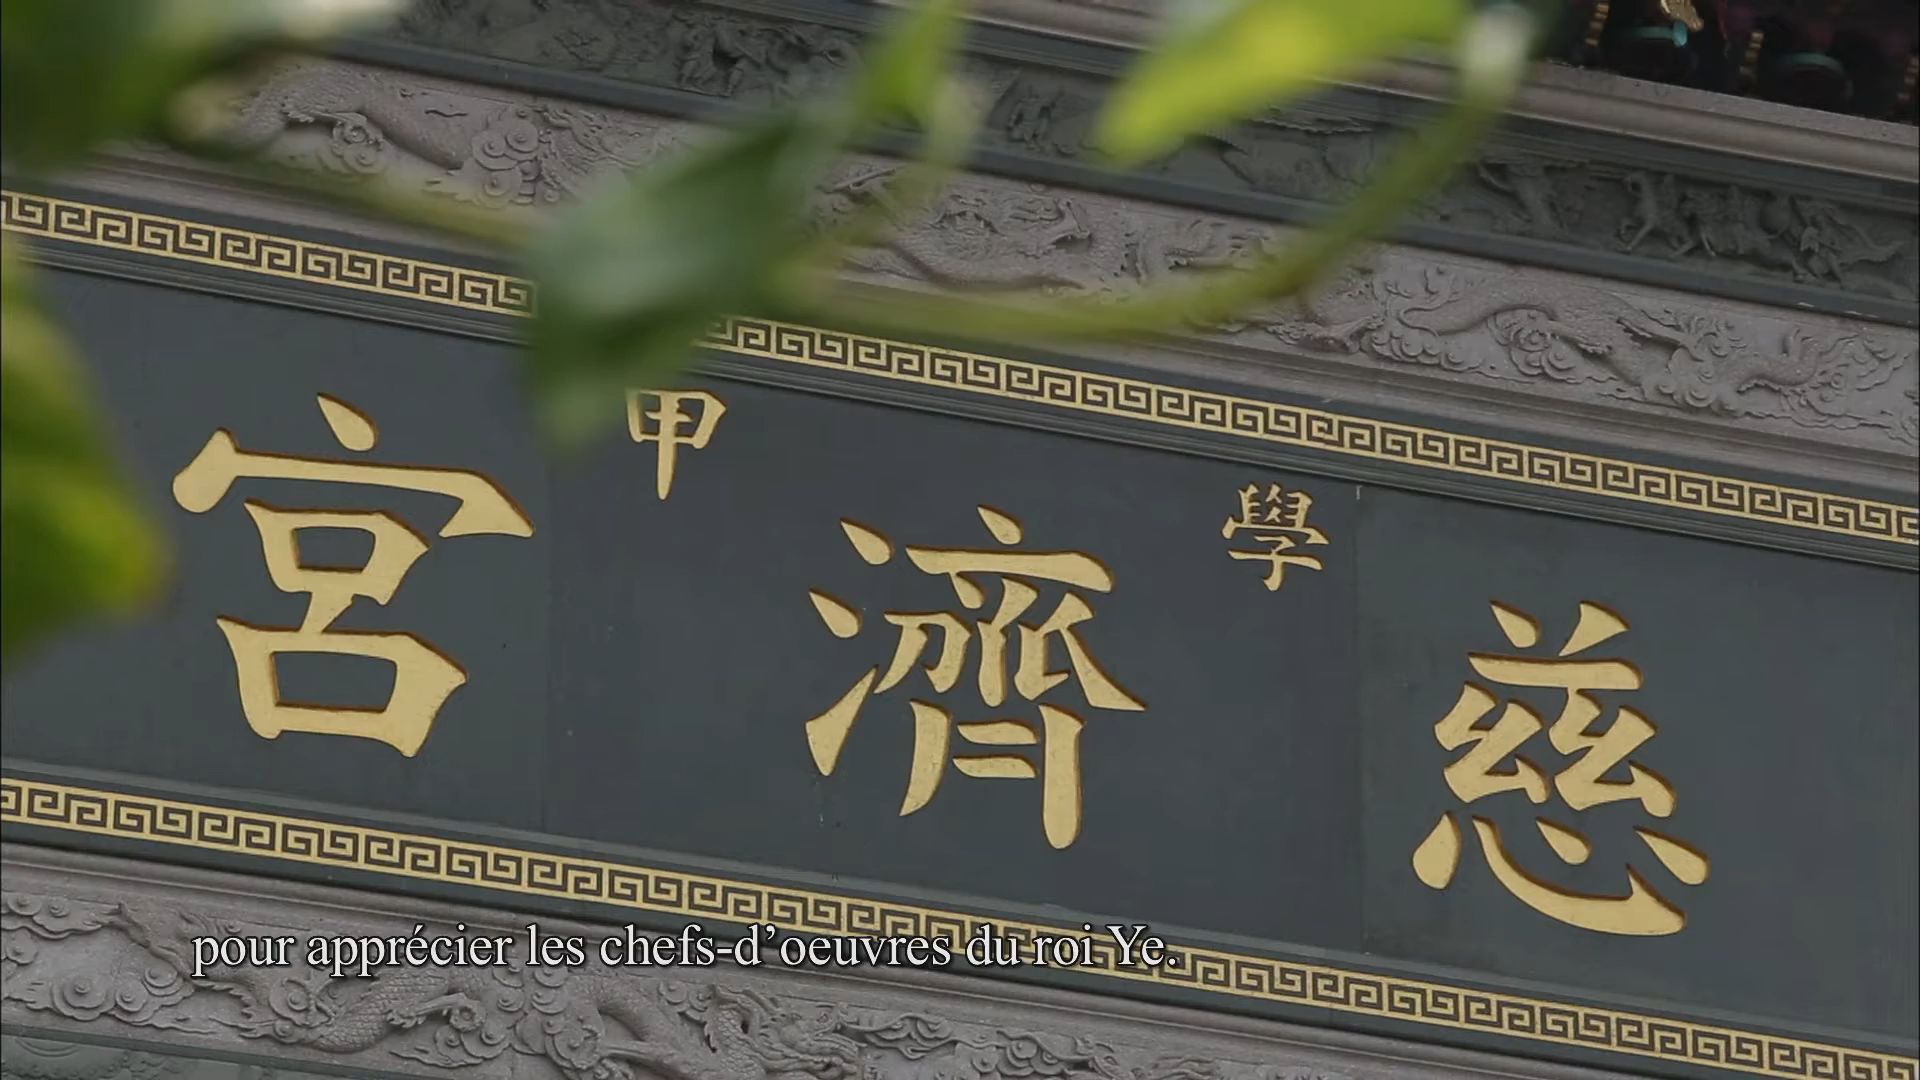 學甲
慈濟宮
pour apprécier les chefs-d’oeuvres du roi Ye.